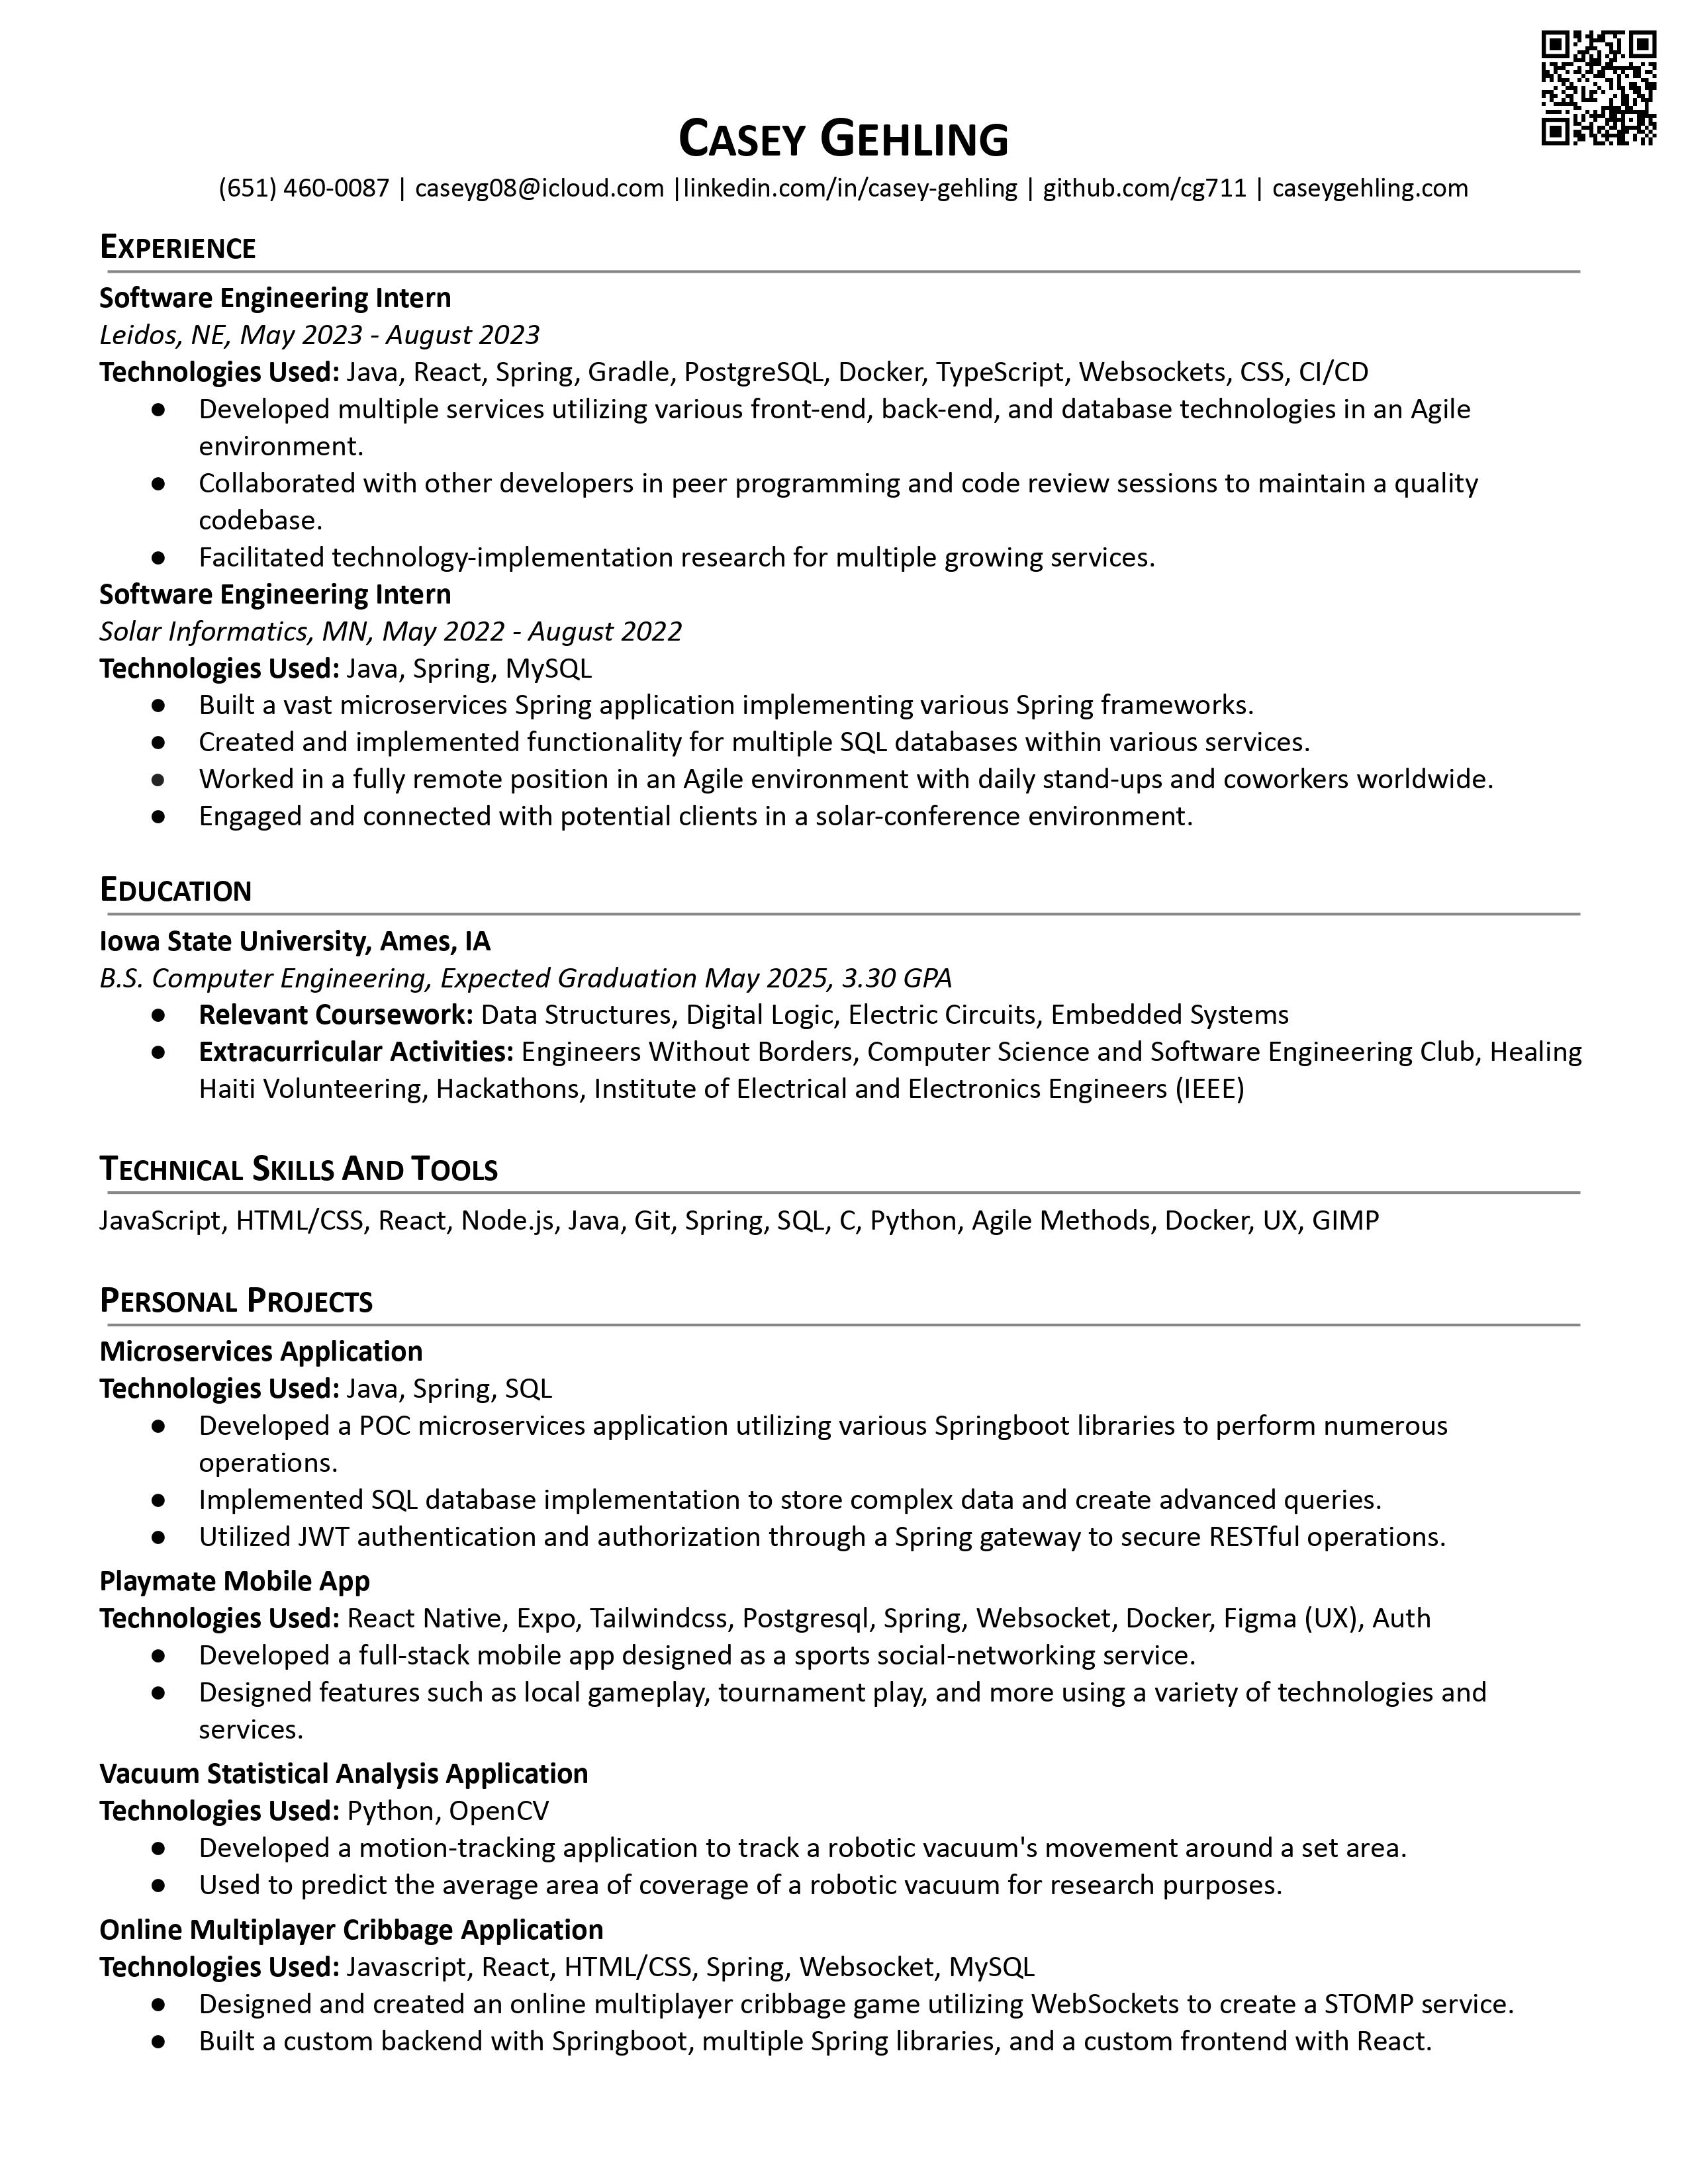 CASEY GEHLING
(651) 460-0087 | caseyg08@icloud.com |linkedin.com/in/casey-gehling | github.com/cg711 | caseygehling.com
EXPERIENCE
Software Engineering Intern
Leidos, NE, May 2023 - August 2023
Technologies Used: Java, React, Spring, Gradle, PostgreSQL, Docker, TypeScript, Websockets, CSS, CI/CD
● Developed multiple services utilizing various front-end, back-end, and database technologies in an Agile
environment.
● Collaborated with other developers in peer programming and code review sessions to maintain a quality
codebase.
● Facilitated technology-implementation research for multiple growing services.
Software Engineering Intern
Solar Informatics, MN, May 2022 - August 2022
Technologies Used: Java, Spring, MySQL
● Built a vast microservices Spring application implementing various Spring frameworks.
● Created and implemented functionality for multiple SQL databases within various services.
● Worked in a fully remote position in an Agile environment with daily stand-ups and coworkers worldwide.
● Engaged and connected with potential clients in a solar-conference environment.
EDUCATION
Iowa State University, Ames, IA
B.S. Computer Engineering, Expected Graduation May 2025, 3.30 GPA
● Relevant Coursework: Data Structures, Digital Logic, Electric Circuits, Embedded Systems
● Extracurricular Activities: Engineers Without Borders, Computer Science and Software Engineering Club, Healing
Haiti Volunteering, Hackathons, Institute of Electrical and Electronics Engineers (IEEE)
TECHNICAL SKILLS AND TOOLS
JavaScript, HTML/CSS, React, Node.js, Java, Git, Spring, SQL, C, Python, Agile Methods, Docker, UX, GIMP
PERSONAL PROJECTS
Microservices Application
Technologies Used: Java, Spring, SQL
● Developed a POC microservices application utilizing various Springboot libraries to perform numerous
operations.
● Implemented SQL database implementation to store complex data and create advanced queries.
● Utilized JWT authentication and authorization through a Spring gateway to secure RESTful operations.
Playmate Mobile App
Technologies Used: React Native, Expo, Tailwindcss, Postgresql, Spring, Websocket, Docker, Figma (UX), Auth
● Developed a full-stack mobile app designed as a sports social-networking service.
● Designed features such as local gameplay, tournament play, and more using a variety of technologies and
services.
Vacuum Statistical Analysis Application
Technologies Used: Python, OpenCV
● Developed a motion-tracking application to track a robotic vacuum's movement around a set area.
● Used to predict the average area of coverage of a robotic vacuum for research purposes.
Online Multiplayer Cribbage Application
Technologies Used: Javascript, React, HTML/CSS, Spring, Websocket, MySQL
● Designed and created an online multiplayer cribbage game utilizing WebSockets to create a STOMP service.
● Built a custom backend with Springboot, multiple Spring libraries, and a custom frontend with React.